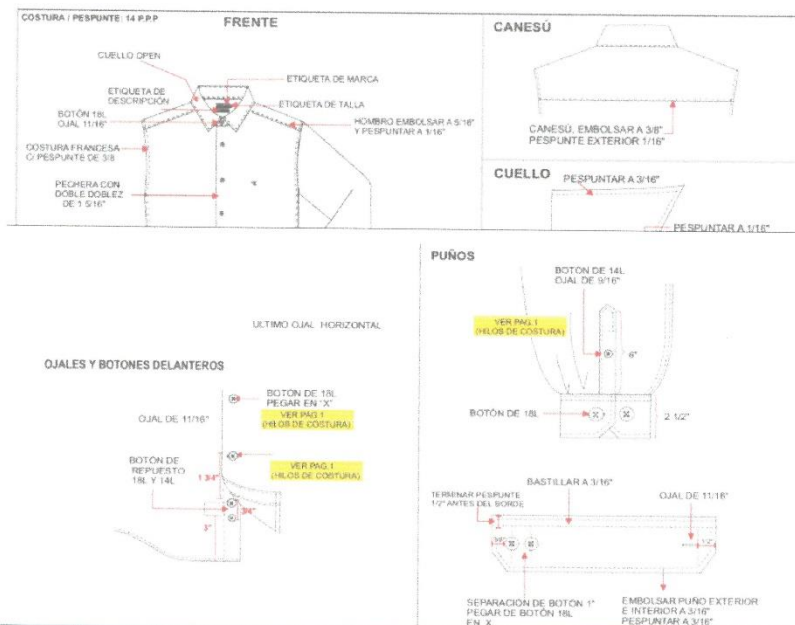 COSTURA / PESPUNTE: 14 P.P.P
FRENTE
CUELLO OPEN
ETIQUETA DE MARCA
ETIQUETA DE
DESCRIPCIÓN
ETIQUETA DE TALLA
BOTÓN 18L
OJAL 11/16"
HOMBRO EMBOLSAR A 5/16"
Y PESPUNTAR A 1/16"
COSTURA FRANCESA
C/ PESPUNTE DE 3/8
PECHERA CON
DOBLE DOBLEZ
DE 1 5/16"
CANESÚ
CANESÚ, EMBOLSAR A 3/8"
PESPUNTE EXTERIOR 1/16"
CUELLO
PESPUNTAR A 3/16"
PESPUNTAR A 1/16"
ULTIMO OJAL HORIZONTAL
OJALES Y BOTONES DELANTEROS
BOTÓN DE 18L
PEGAR EN "X"
VER PAG.1
(HILOS DE COSTURA)
OJAL DE 11/16"
VER PAG.1
(HILOS DE COSTURA)
BOTÓN DE
REPUESTO
18L Y 14L
1 3/4"
3/4"
3"
PUÑOS
BOTÓN DE 14L
OJAL DE 9/16"
VER PAG.1
(HILOS DE COSTURA)
6"
BOTÓN DE 18L
2 1/2"
BASTILLAR A 3/16"
TERMINAR PESPUNTE
1/2" ANTES DEL BORDE
OJAL DE 11/16"
1/2"
SEPARACIÓN DE BOTÓN 1"
PEGAR DE BOTÓN 18L
EN X
EMBOLSAR PUÑO EXTERIOR
E INTERIOR A 3/16"
PESPUNTAR A 3/16"